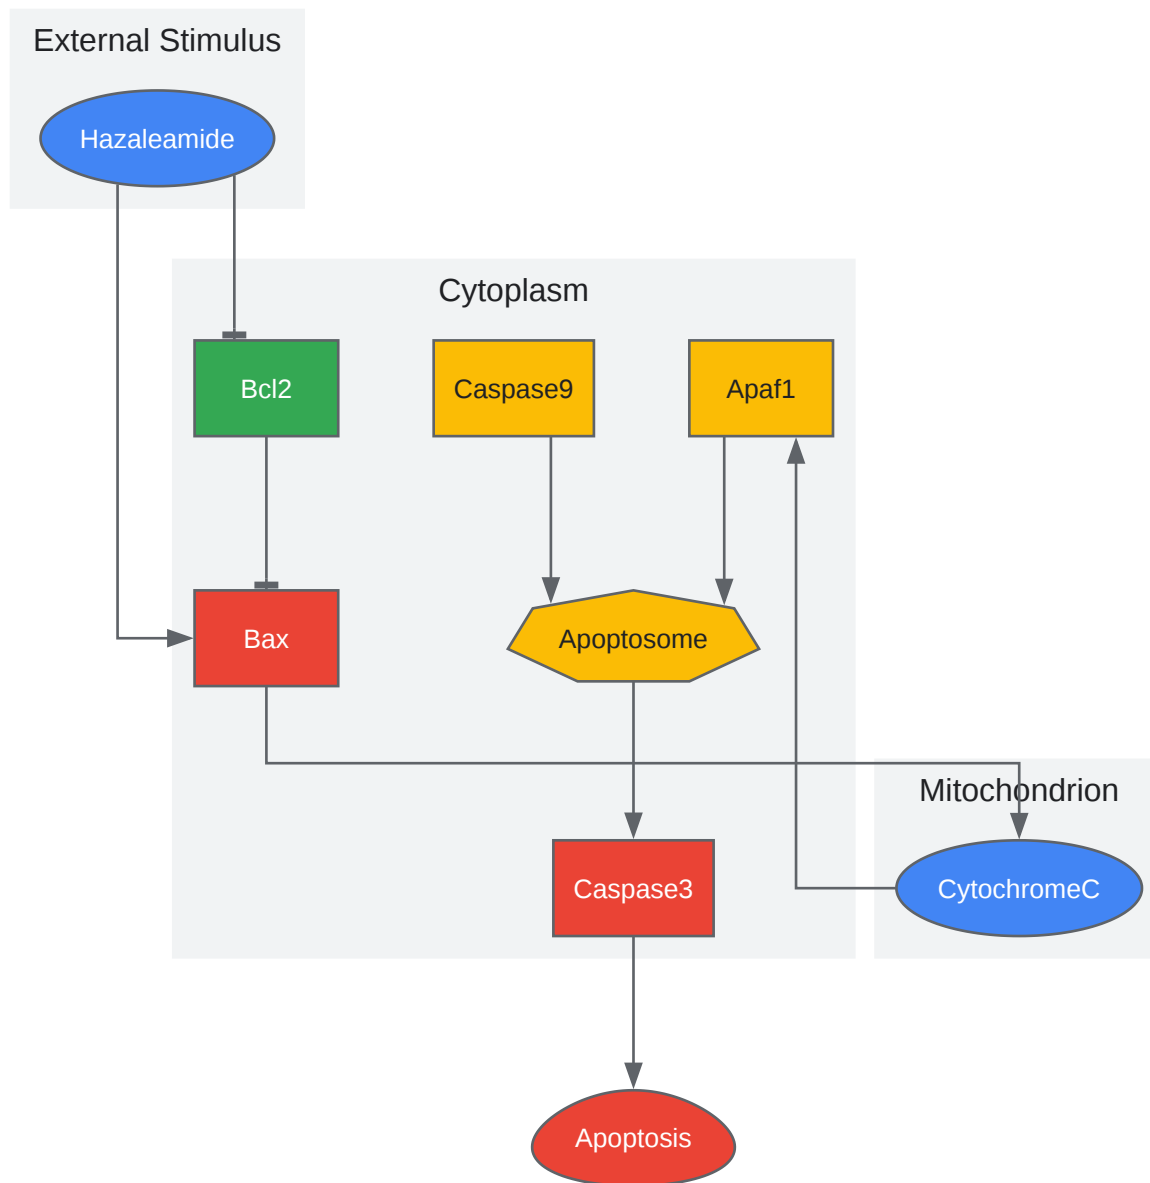 External Stimulus
Hazaleamide
Cytoplasm
Bcl2
Caspase9
Apaf1
Bax
Apoptosome
Mitochondrion
Caspase3
CytochromeC
Apoptosis